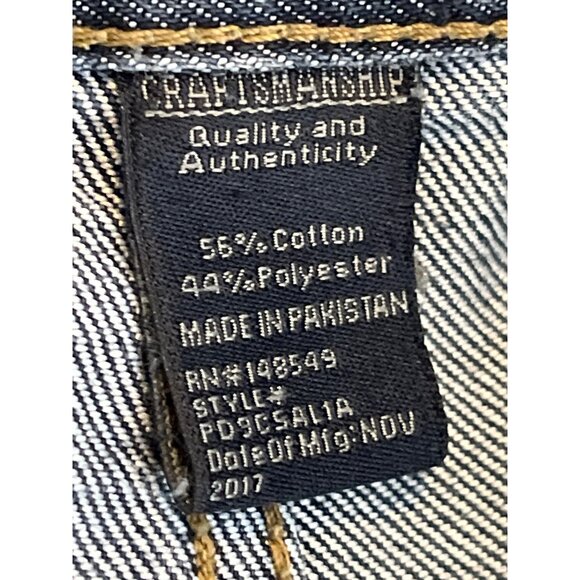 CRAFTSMANSHIP
Quality and
Authenticity
56% Cotton
44% Polyester
MADE IN PAKISTAN
RN# 148549
STYLE#
Date Of Mfg: NOV
2017